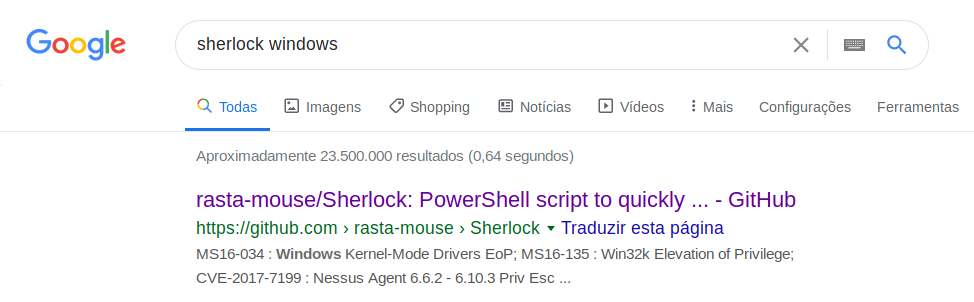 Google
sherlock windows
Todas Imagens Shopping Notícias Vídeos Mais Configurações Ferramentas
Aproximadamente 23.500.000 resultados (0,64 segundos)
rasta-mouse/Sherlock: PowerShell script to quickly ... - GitHub
https://github.com › rasta-mouse › Sherlock Traduzir esta página
MS16-034 : Windows Kernel-Mode Drivers EoP; MS16-135 : Win32k Elevation of Privilege;
CVE-2017-7199 : Nessus Agent 6.6.2 - 6.10.3 Priv Esc ...